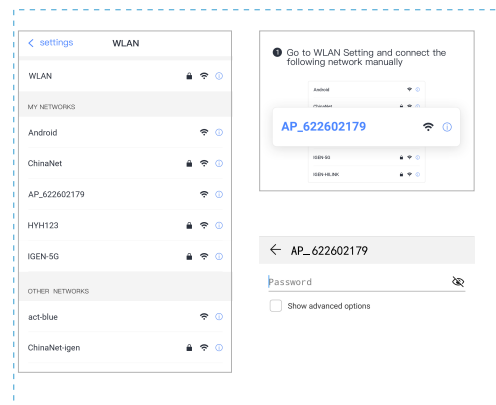 settings WLAN
WLAN
MY NETWORKS
Android
ChinaNet
AP_622602179
HYH123
IGEN-5G
OTHER NETWORKS
act-blue
ChinaNet-igen
1 Go to WLAN Setting and connect the
following network manually
Android
ChinaNet
AP_622602179
IGEN-5G
IGEN-HILINK
AP_622602179
Password
Show advanced options